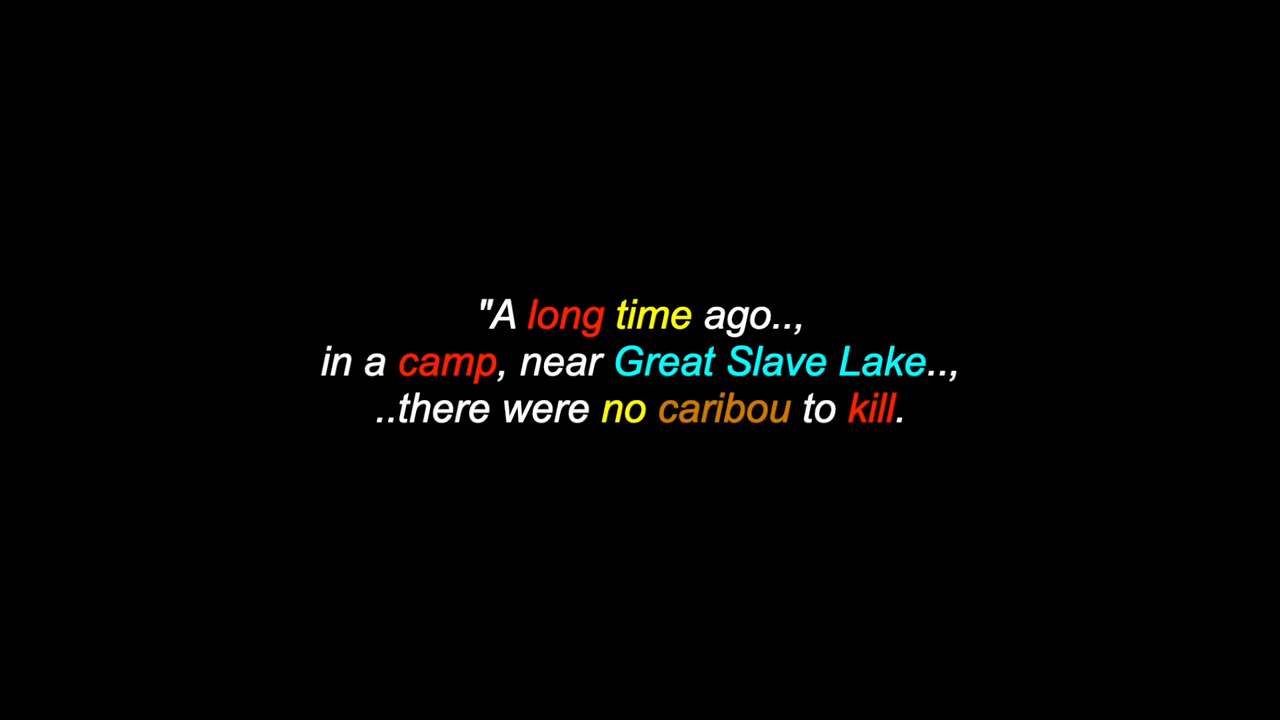 "A long time ago..,
in a camp, near Great Slave Lake..,
..there were no caribou to kill.